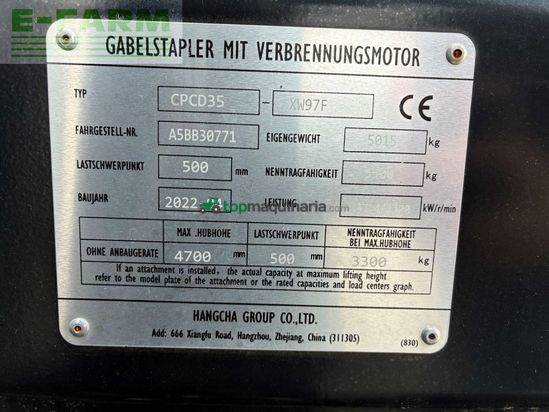 E-FARM
GABELSTAPLER MIT VERBRENNUNGSMOTOR
TYP CPCD35 - XW97F CE
FAHRGESTELL-NR. A5BB30771 EIGENGEWICHT 5015 kg
LASTSCHWERPUNKT 500 mm NENNTRAGFÄHIGKEIT kg
BAUJAHR 2022 LEISTUNG kW/r/min
topmaquinaria.com
MAX .HUBHOHE LASTSCHWERPUNKT NENNTRAGFÄHIGKEIT
BEI MAX.HUBHOHE
OHNE ANBAUGERATE 4700 mm 500 mm 3300 kg
If an attachment is installed, the actual capacity at maximum lifting height
refer to the model plate of the attachment or the rated capacities and load centers graph.
HANGCHA GROUP CO.,LTD.
Add: 666 Xiangfu Road, Hangzhou, Zhejiang, China (311305) (830)